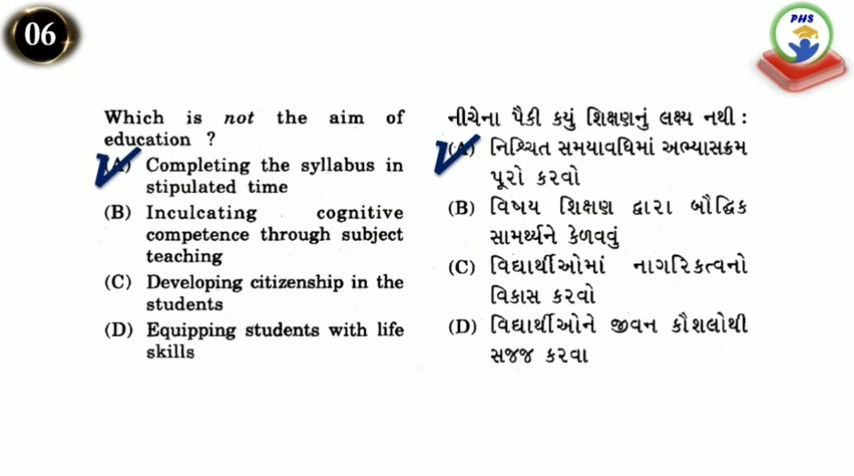 06
PHS
Which is not the aim of
education ?
(A) Completing the syllabus in
stipulated time
(B) Inculcating cognitive
competence through subject
teaching
(C) Developing citizenship in the
students
(D) Equipping students with life
skills
નીચેના પૈકી કયું શિક્ષણનું લક્ષ્ય નથી :
(A) નિશ્ચિત સમયાવધિમાં અભ્યાસક્રમ
પૂરો કરવો
(B) વિષય શિક્ષણ દ્વારા બૌદ્ધિક
સામર્થ્યને કેળવવું
(C) વિદ્યાર્થીઓમાં નાગરિકત્વનો
વિકાસ કરવો
(D) વિદ્યાર્થીઓને જીવન કૌશલોથી
સજજ કરવા